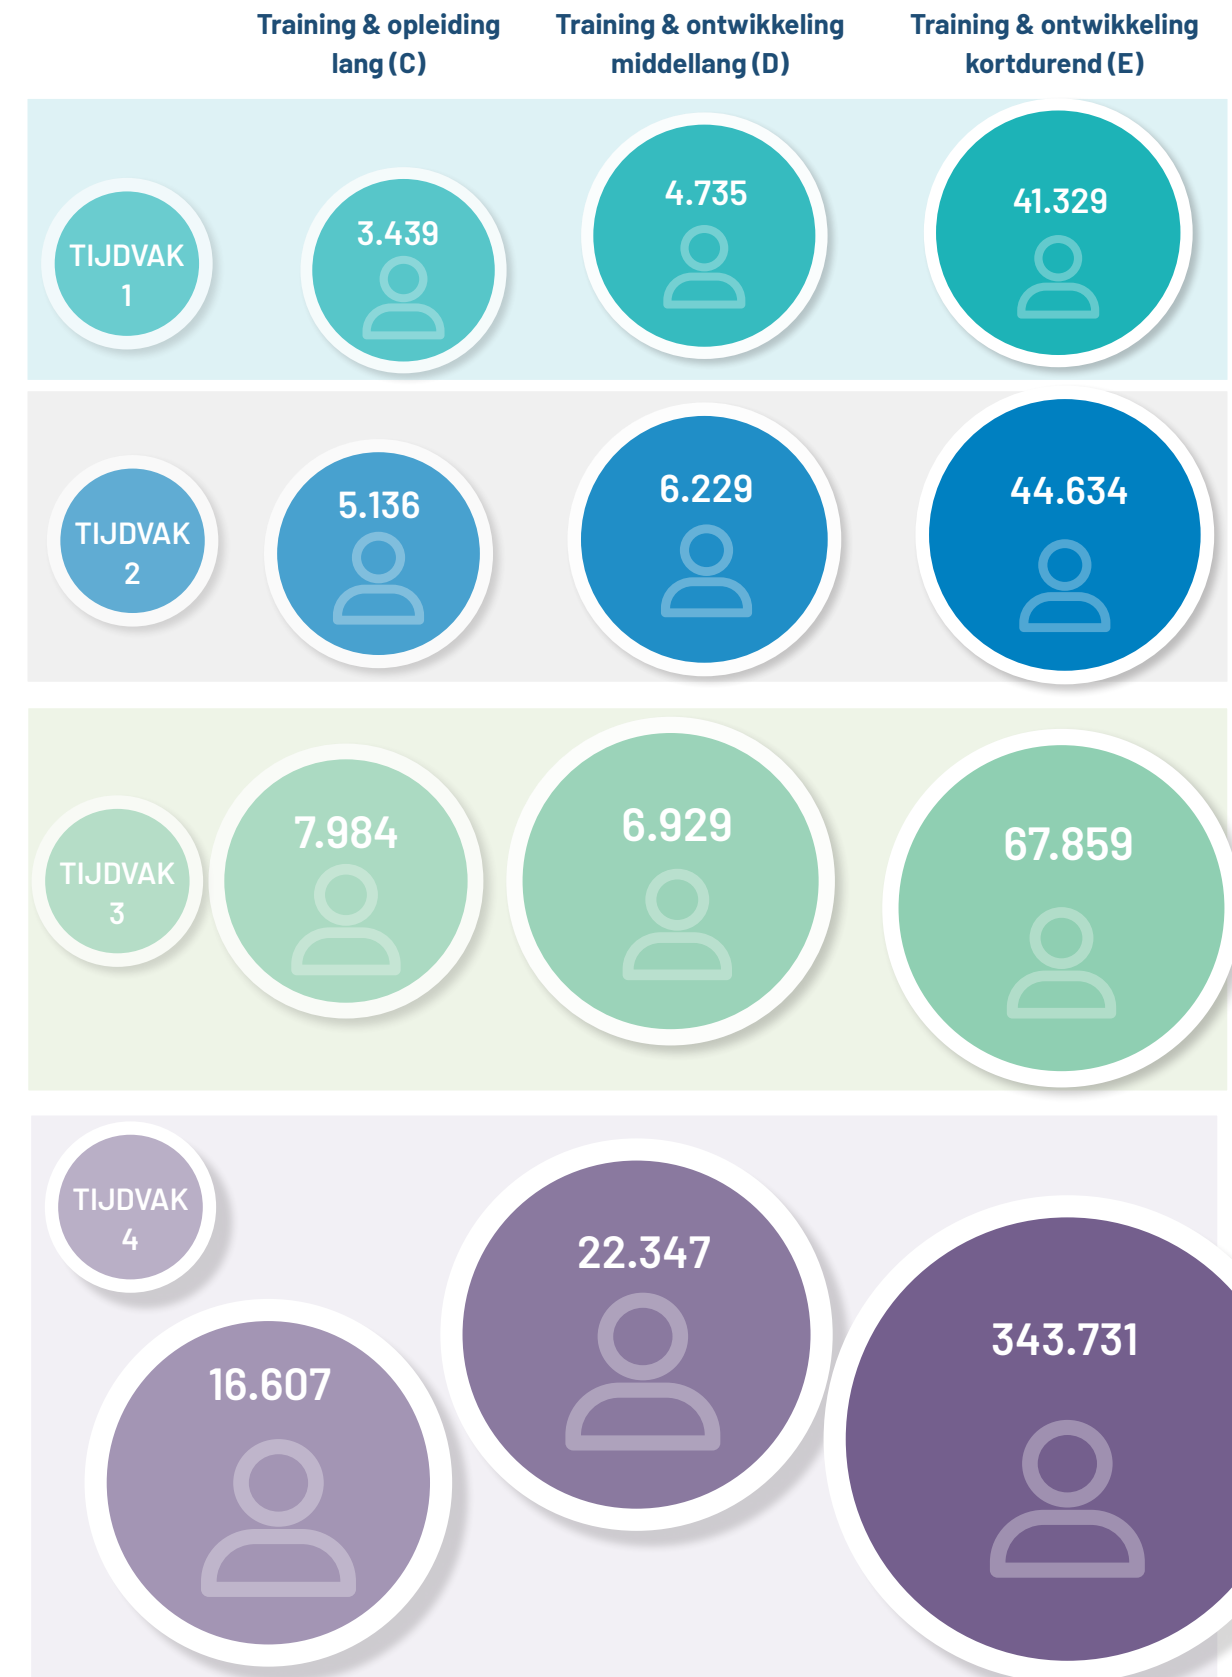 Training & opleiding
lang (C)
Training & ontwikkeling
middellang (D)
Training & ontwikkeling
kortdurend (E)
TIJDVAK
1
3.439
4.735
41.329
TIJDVAK
2
5.136
6.229
44.634
TIJDVAK
3
7.984
6.929
67.859
TIJDVAK
4
16.607
22.347
343.731